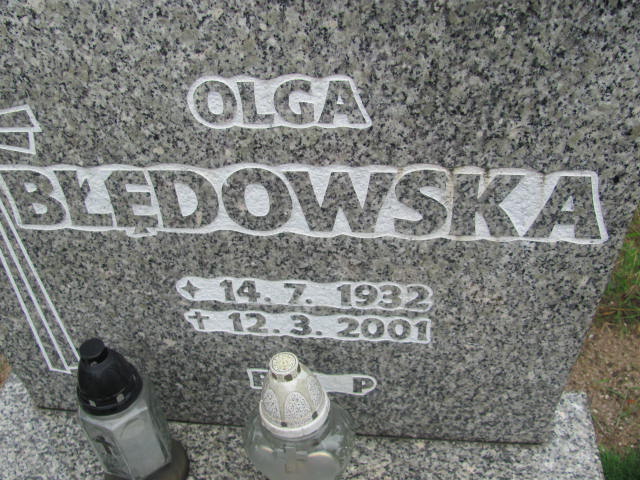 OLGA
BŁĘDOWSKA
✦ 14. 7. 1932
✝ 12. 3. 2001
P